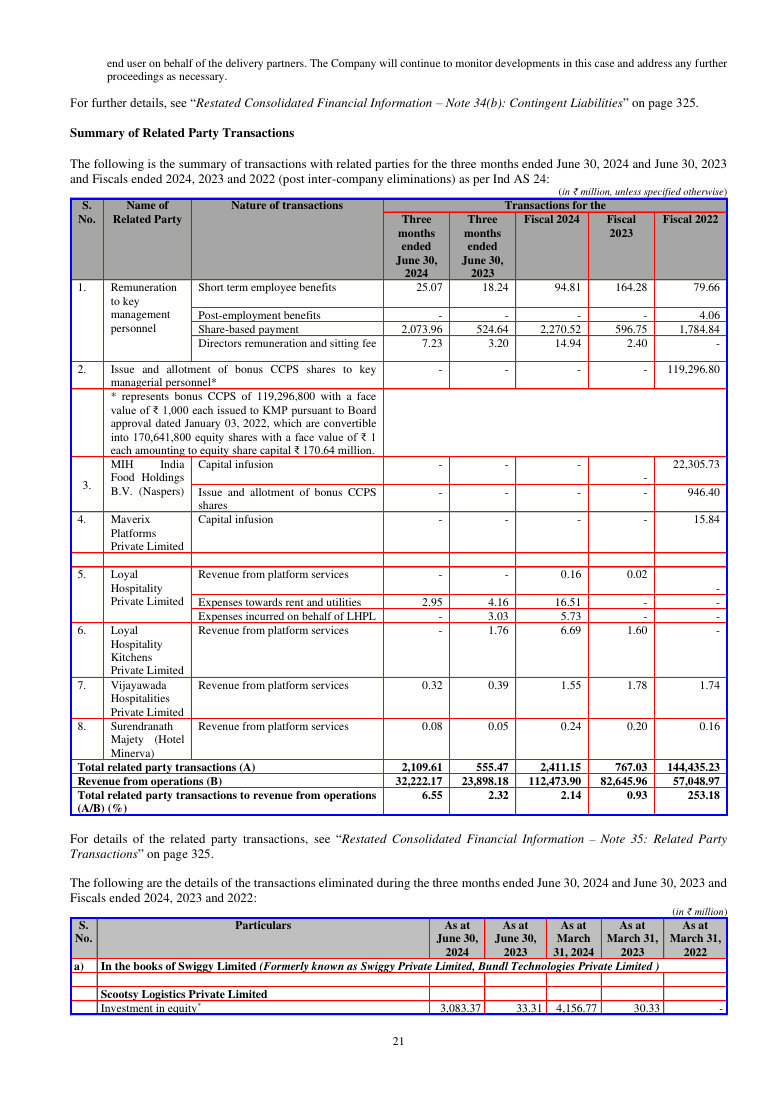 end user on behalf of the delivery partners. The Company will continue to monitor developments in this case and address any further
proceedings as necessary.
For further details, see “Restated Consolidated Financial Information – Note 34(b): Contingent Liabilities” on page 325.
Summary of Related Party Transactions
The following is the summary of transactions with related parties for the three months ended June 30, 2024 and June 30, 2023
and Fiscals ended 2024, 2023 and 2022 (post inter-company eliminations) as per Ind AS 24:
(in ₹ million, unless specified otherwise)
S. Name of Nature of transactions Transactions for the
No. Related Party Three Three Fiscal 2024 Fiscal Fiscal 2022
months months 2023
ended ended
June 30, June 30,
2024 2023
1. Remuneration Short term employee benefits 25.07 18.24 94.81 164.28 79.66
to key
management Post-employment benefits - - - - 4.06
personnel Share-based payment 2,073.96 524.64 2,270.52 596.75 1,784.84
Directors remuneration and sitting fee 7.23 3.20 14.94 2.40 -
2. Issue and allotment of bonus CCPS shares to key - - - - 119,296.80
managerial personnel*
* represents bonus CCPS of 119,296,800 with a face
value of ₹ 1,000 each issued to KMP pursuant to Board
approval dated January 03, 2022, which are convertible
into 170,641,800 equity shares with a face value of ₹ 1
each amounting to equity share capital ₹ 170.64 million.
3. MIH India Capital infusion - - - - 22,305.73
Food Holdings
B.V. (Naspers) Issue and allotment of bonus CCPS - - - - 946.40
shares
4. Maverix Capital infusion - - - - 15.84
Platforms
Private Limited
5. Loyal Revenue from platform services - - 0.16 0.02 -
Hospitality
Private Limited Expenses towards rent and utilities 2.95 4.16 16.51 - -
Expenses incurred on behalf of LHPL - 3.03 5.73 - -
6. Loyal Revenue from platform services - 1.76 6.69 1.60 -
Hospitality
Kitchens
Private Limited
7. Vijayawada Revenue from platform services 0.32 0.39 1.55 1.78 1.74
Hospitalities
Private Limited
8. Surendranath Revenue from platform services 0.08 0.05 0.24 0.20 0.16
Majety (Hotel
Minerva)
Total related party transactions (A) 2,109.61 555.47 2,411.15 767.03 144,435.23
Revenue from operations (B) 32,222.17 23,898.18 112,473.90 82,645.96 57,048.97
Total related party transactions to revenue from operations 6.55 2.32 2.14 0.93 253.18
(A/B) (%)
For details of the related party transactions, see “Restated Consolidated Financial Information – Note 35: Related Party
Transactions” on page 325.
The following are the details of the transactions eliminated during the three months ended June 30, 2024 and June 30, 2023 and
Fiscals ended 2024, 2023 and 2022:
(in ₹ million)
S. Particulars As at As at As at As at As at
No. June 30, June 30, March March 31, March 31,
2024 2023 31, 2024 2023 2022
a) In the books of Swiggy Limited (Formerly known as Swiggy Private Limited, Bundl Technologies Private Limited )
Scootsy Logistics Private Limited
Investment in equity* 3,083.37 33.31 4,156.77 30.33 -
21